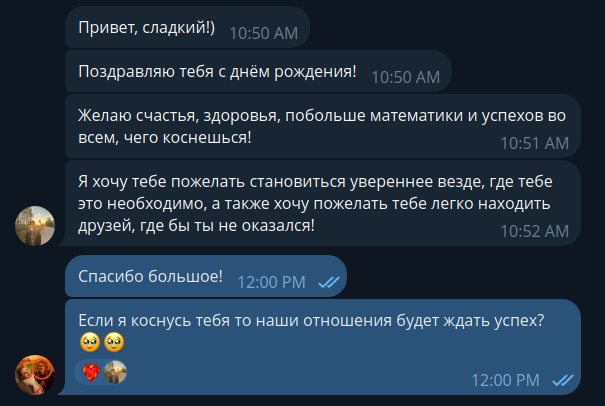 Привет, сладкий!) 10:50 AM
Поздравляю тебя с днём рождения! 10:50 AM
Желаю счастья, здоровья, побольше математики и успехов во
всем, чего коснешься! 10:51 AM
Я хочу тебе пожелать становиться увереннее везде, где тебе
это необходимо, а также хочу пожелать тебе легко находить
друзей, где бы ты не оказался! 10:52 AM
Спасибо большое! 12:00 PM
Если я коснусь тебя то наши отношения будет ждать успех?
🥹🥹
❤️‍🔥
12:00 PM